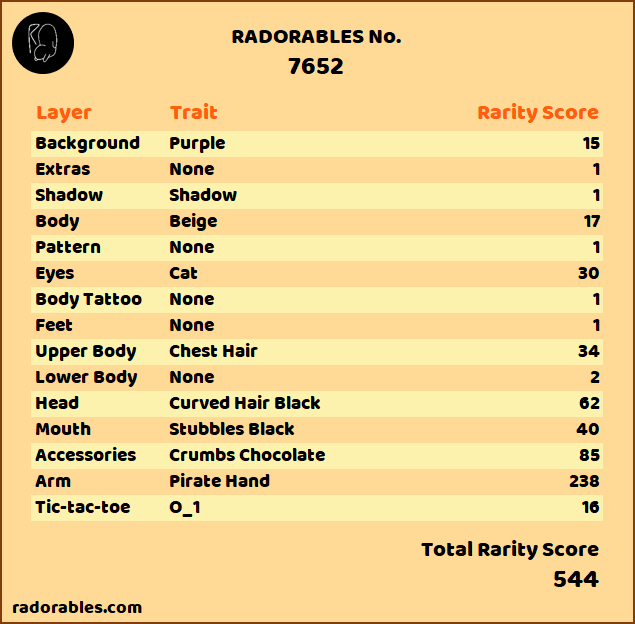 RADORABLES No.
7652
Layer Trait Rarity Score
Background Purple 15
Extras None 1
Shadow Shadow 1
Body Beige 17
Pattern None 1
Eyes Cat 30
Body Tattoo None 1
Feet None 1
Upper Body Chest Hair 34
Lower Body None 2
Head Curved Hair Black 62
Mouth Stubbles Black 40
Accessories Crumbs Chocolate 85
Arm Pirate Hand 238
Tic-tac-toe O_1 16
Total Rarity Score
544
radorables.com